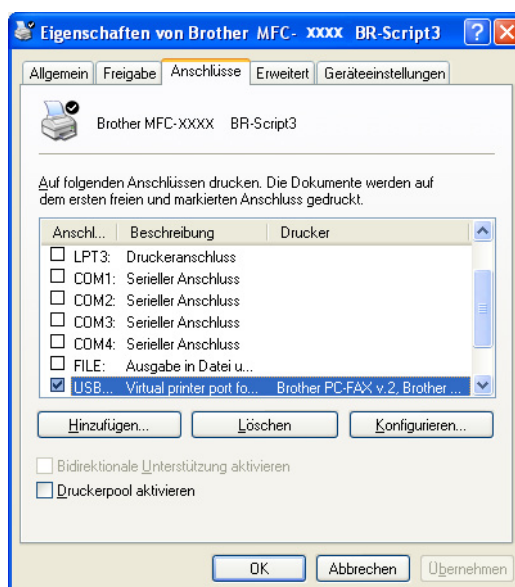 Eigenschaften von Brother MFC- xxxx BR-Script3
Allgemein Freigabe Anschlüsse Erweitert Geräteeinstellungen
Brother MFC-XXXX BR-Script3
Auf folgenden Anschlüssen drucken. Die Dokumente werden auf
dem ersten freien und markierten Anschluss gedruckt.
Anschl... Beschreibung Drucker
LPT3: Druckeranschluss
COM1: Serieller Anschluss
COM2: Serieller Anschluss
COM3: Serieller Anschluss
COM4: Serieller Anschluss
FILE: Ausgabe in Datei u...
USB... Virtual printer port fo... Brother PC-FAX v.2, Brother ...
Hinzufügen... Löschen Konfigurieren...
Bidirektionale Unterstützung aktivieren
Druckerpool aktivieren
OK Abbrechen Übernehmen